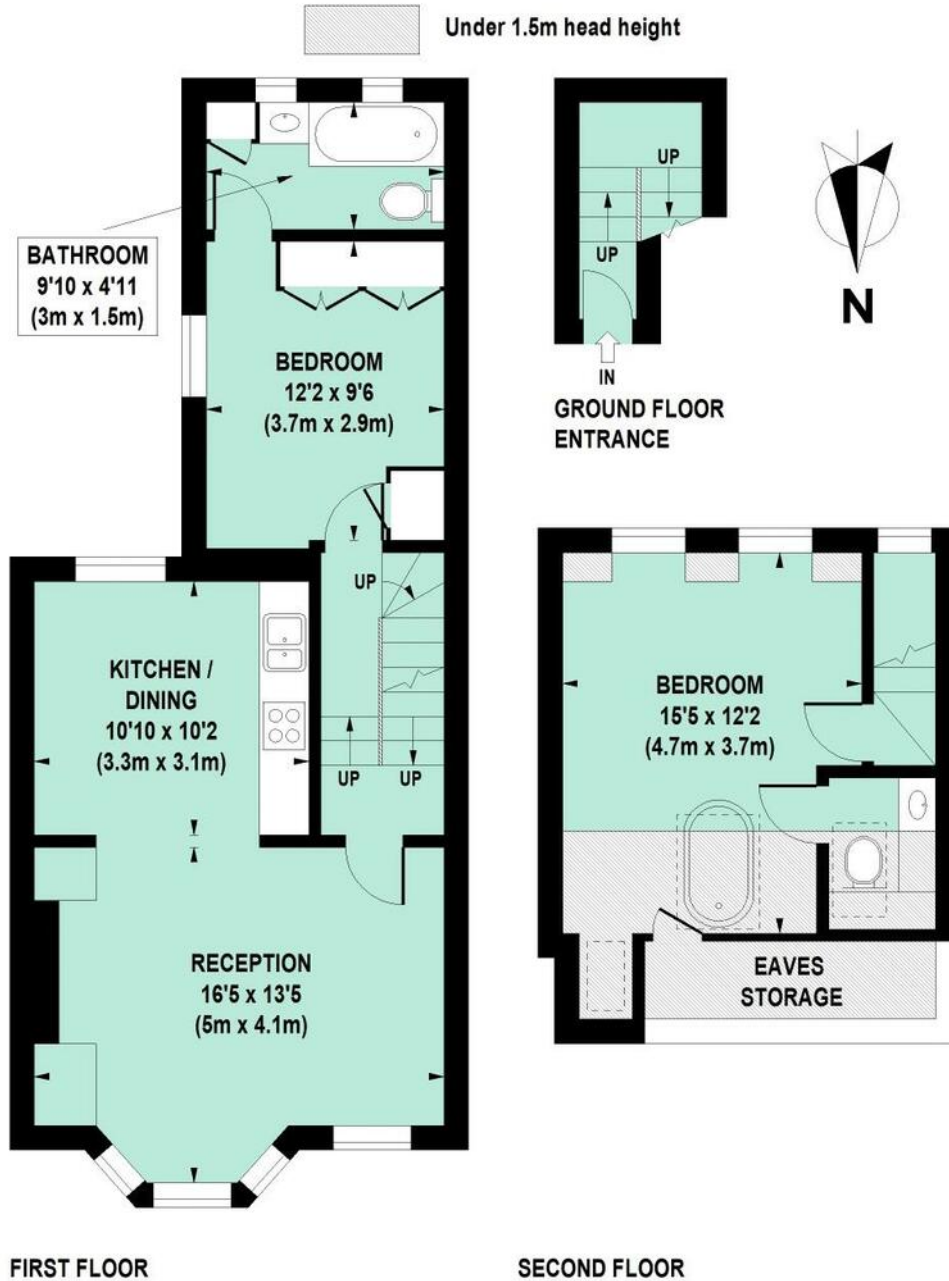 Under 1.5m head height
BATHROOM
9'10 x 4'11
(3m x 1.5m)
BEDROOM
12'2 x 9'6
(3.7m x 2.9m)
UP
KITCHEN /
DINING
10'10 x 10'2
(3.3m x 3.1m)
UP
UP
RECEPTION
16'5 x 13'5
(5m x 4.1m)
FIRST FLOOR
UP
UP
IN
GROUND FLOOR
ENTRANCE
N
BEDROOM
15'5 x 12'2
(4.7m x 3.7m)
EAVES
STORAGE
SECOND FLOOR